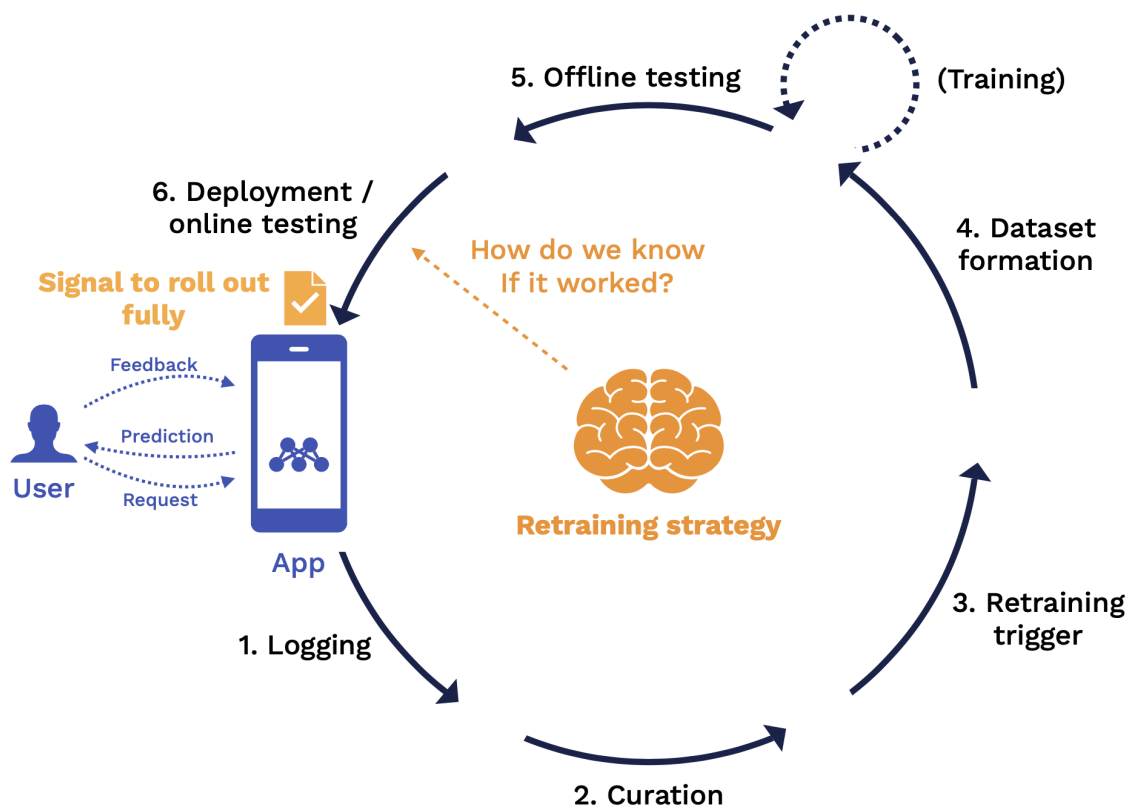 5. Offline testing
(Training)
6. Deployment /
online testing
4. Dataset
formation
How do we know
If it worked?
Signal to roll out
fully
Feedback
Prediction
Request
User
App
Retraining strategy
3. Retraining
trigger
1. Logging
2. Curation